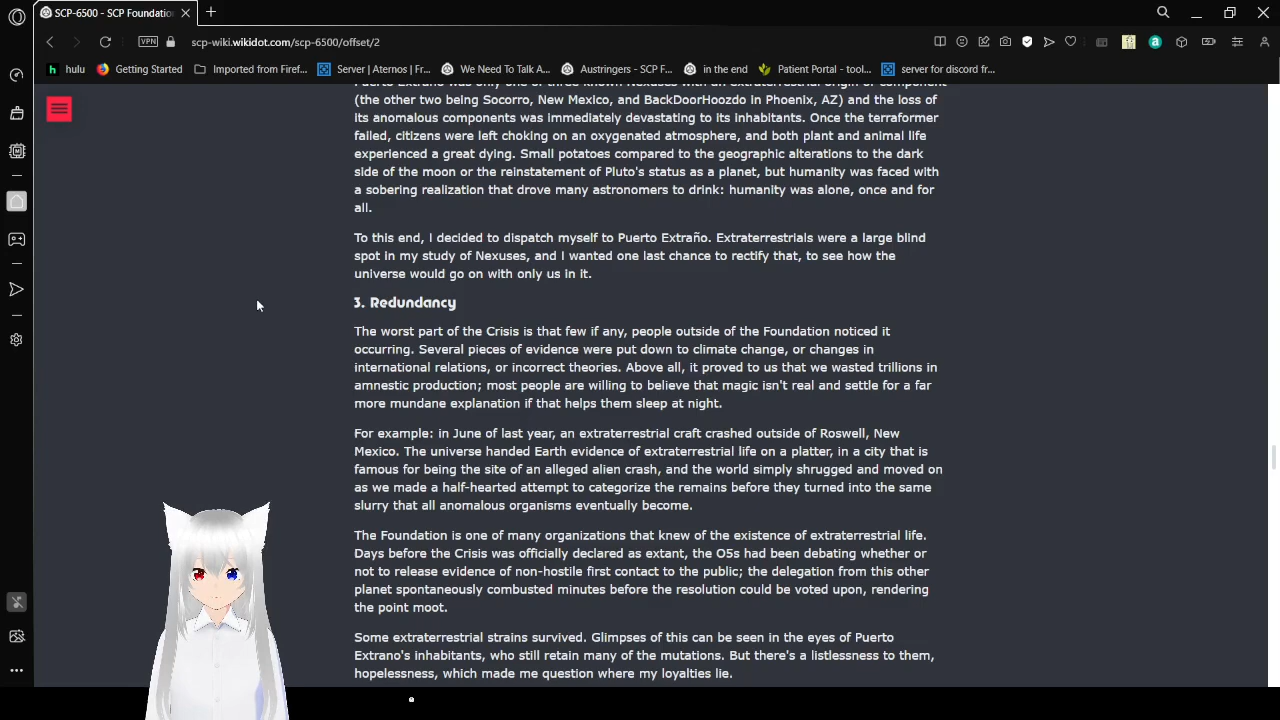 SCP-6500 - SCP Foundatio
scp-wiki.wikidot.com/scp-6500/offset/2
VPN
hulu
Getting Started
Imported from Firef...
Server | Aternos | Fr...
We Need To Talk A...
Austringers - SCP F...
in the end
Patient Portal - tool...
server for discord fr...
Puerto Extraño was only one of three known Nexuses with an extraterrestrial origin or component
(the other two being Socorro, New Mexico, and BackDoorHoozdo in Phoenix, AZ) and the loss of
its anomalous components was immediately devastating to its inhabitants. Once the terraformer
failed, citizens were left choking on an oxygenated atmosphere, and both plant and animal life
experienced a great dying. Small potatoes compared to the geographic alterations to the dark
side of the moon or the reinstatement of Pluto's status as a planet, but humanity was faced with
a sobering realization that drove many astronomers to drink: humanity was alone, once and for
all.
To this end, I decided to dispatch myself to Puerto Extraño. Extraterrestrials were a large blind
spot in my study of Nexuses, and I wanted one last chance to rectify that, to see how the
universe would go on with only us in it.
3. Redundancy
The worst part of the Crisis is that few if any, people outside of the Foundation noticed it
occurring. Several pieces of evidence were put down to climate change, or changes in
international relations, or incorrect theories. Above all, it proved to us that we wasted trillions in
amnestic production; most people are willing to believe that magic isn't real and settle for a far
more mundane explanation if that helps them sleep at night.
For example: in June of last year, an extraterrestrial craft crashed outside of Roswell, New
Mexico. The universe handed Earth evidence of extraterrestrial life on a platter, in a city that is
famous for being the site of an alleged alien crash, and the world simply shrugged and moved on
as we made a half-hearted attempt to categorize the remains before they turned into the same
slurry that all anomalous organisms eventually become.
The Foundation is one of many organizations that knew of the existence of extraterrestrial life.
Days before the Crisis was officially declared as extant, the O5s had been debating whether or
not to release evidence of non-hostile first contact to the public; the delegation from this other
planet spontaneously combusted minutes before the resolution could be voted upon, rendering
the point moot.
Some extraterrestrial strains survived. Glimpses of this can be seen in the eyes of Puerto
Extrano's inhabitants, who still retain many of the mutations. But there's a listlessness to them,
hopelessness, which made me question where my loyalties lie.